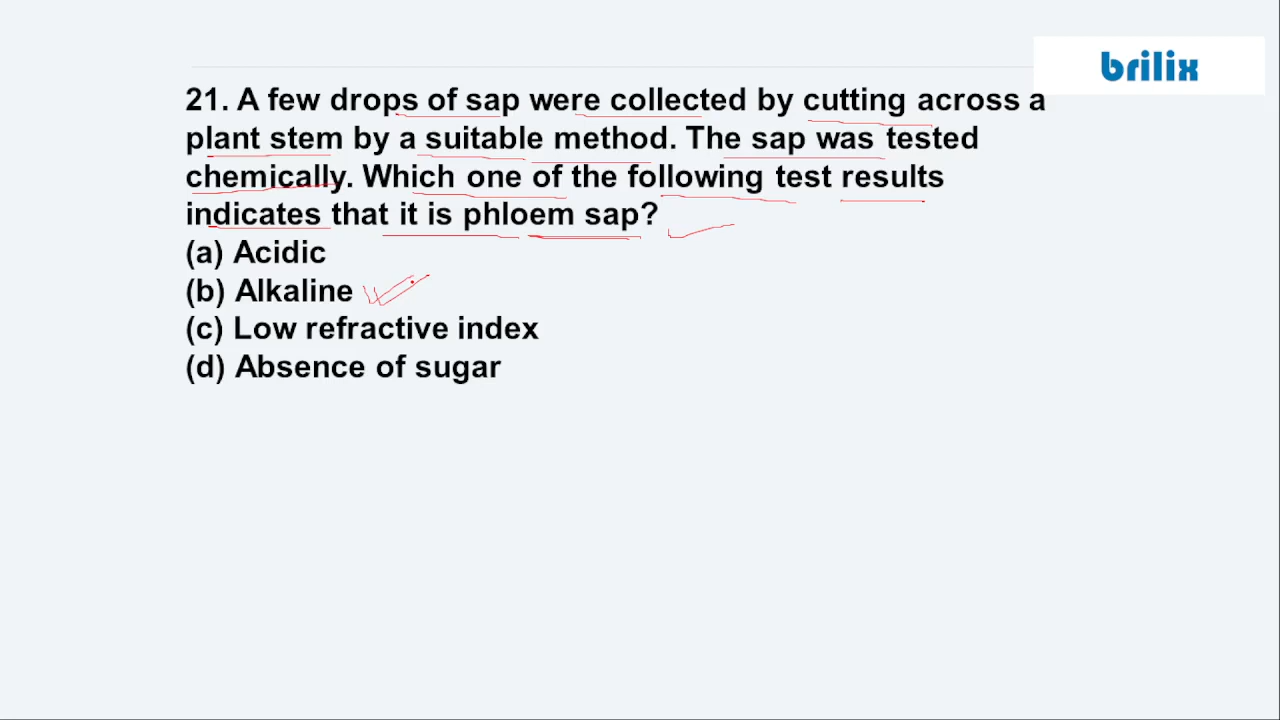 brilix
21. A few drops of sap were collected by cutting across a
plant stem by a suitable method. The sap was tested
chemically. Which one of the following test results
indicates that it is phloem sap?
(a) Acidic
(b) Alkaline
(c) Low refractive index
(d) Absence of sugar